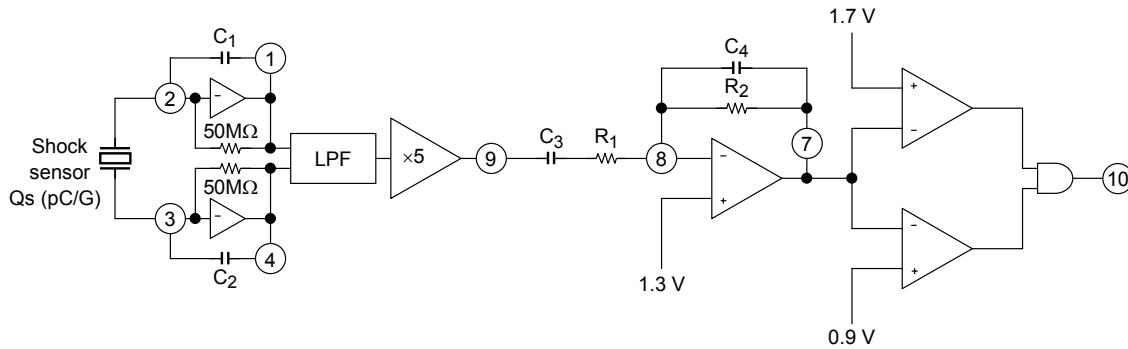 C1
1
2
50MΩ
Shock
sensor
Qs (pC/G)
50MΩ
3
C2
4
LPF
×5
9
C3
R1
8
C4
R2
7
−
+
1.3 V
1.7 V
+
−
−
+
0.9 V
10
−
−